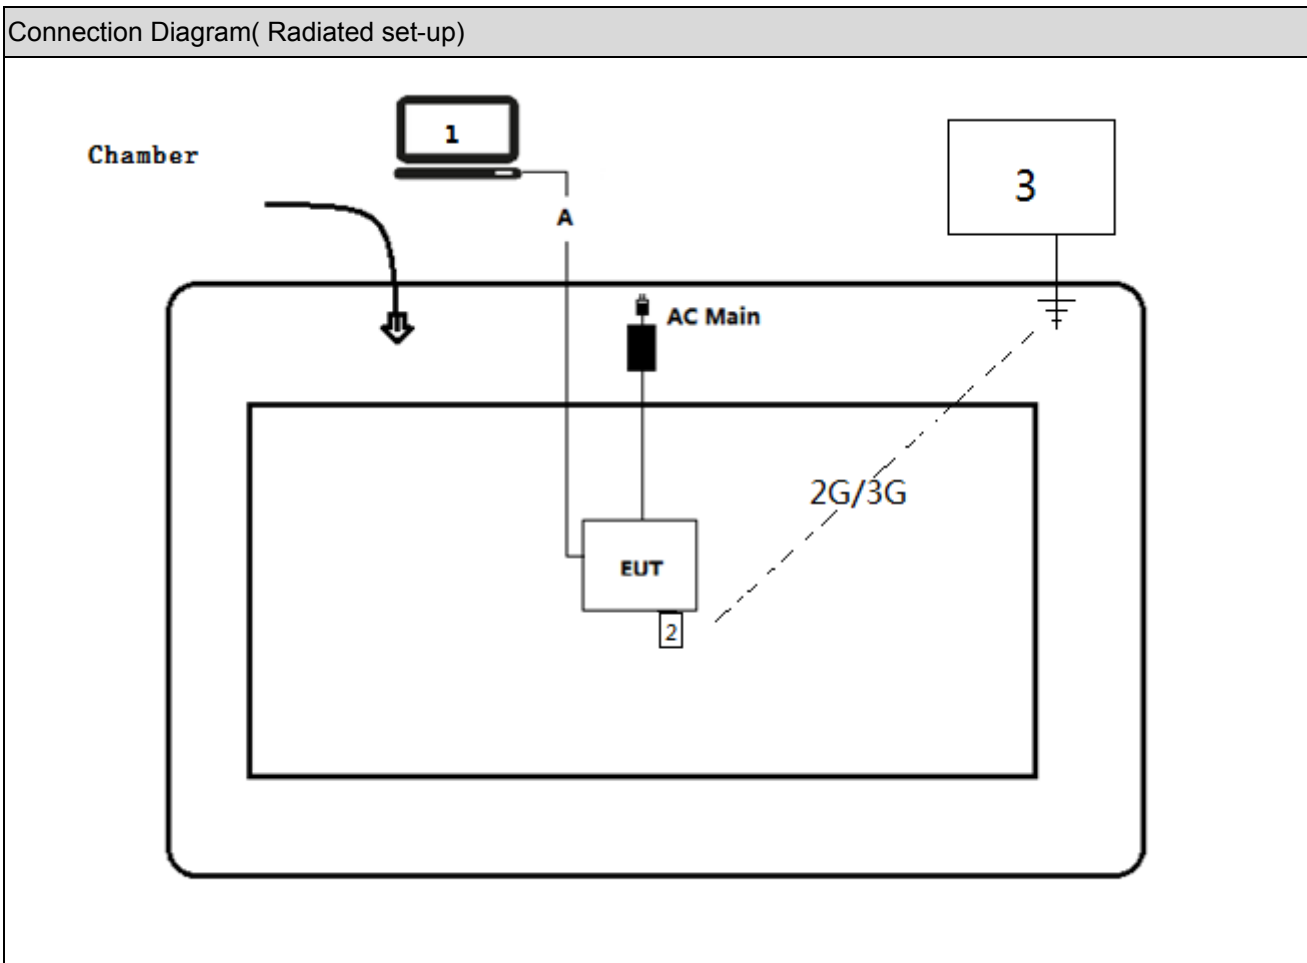 Connection Diagram( Radiated set-up)
1
Chamber
3
A
AC Main
2G/3G
EUT
2